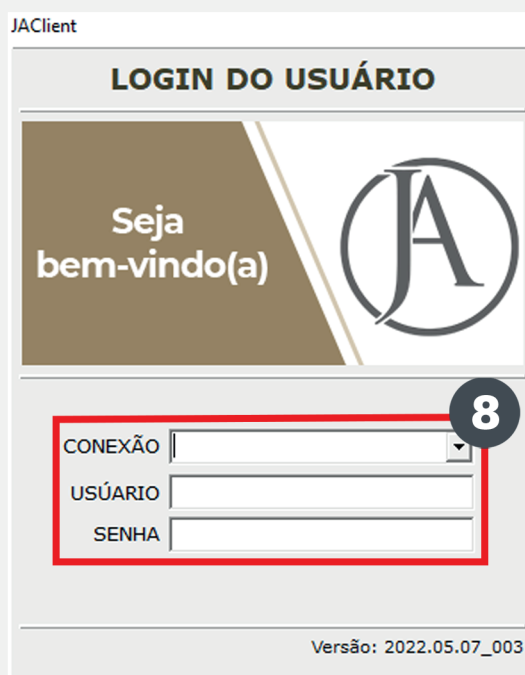 JAClient
LOGIN DO USUÁRIO
Seja
bem-vindo(a)
JA
8
CONEXÃO
USÚARIO
SENHA
Versão: 2022.05.07_003